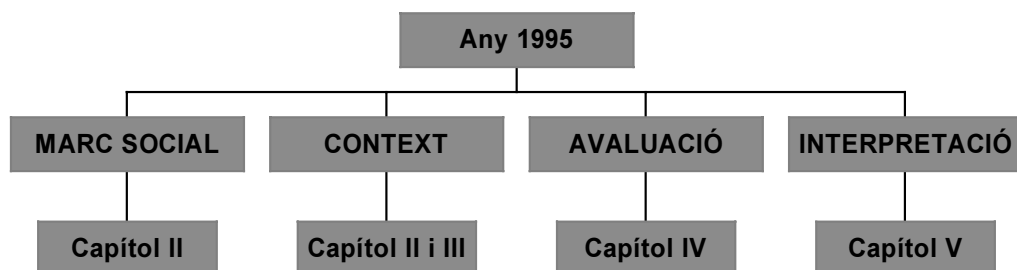 Any 1995
MARC SOCIAL
CONTEXT
AVALUACIÓ
INTERPRETACIÓ
Capítol II
Capítol II i III
Capítol IV
Capítol V